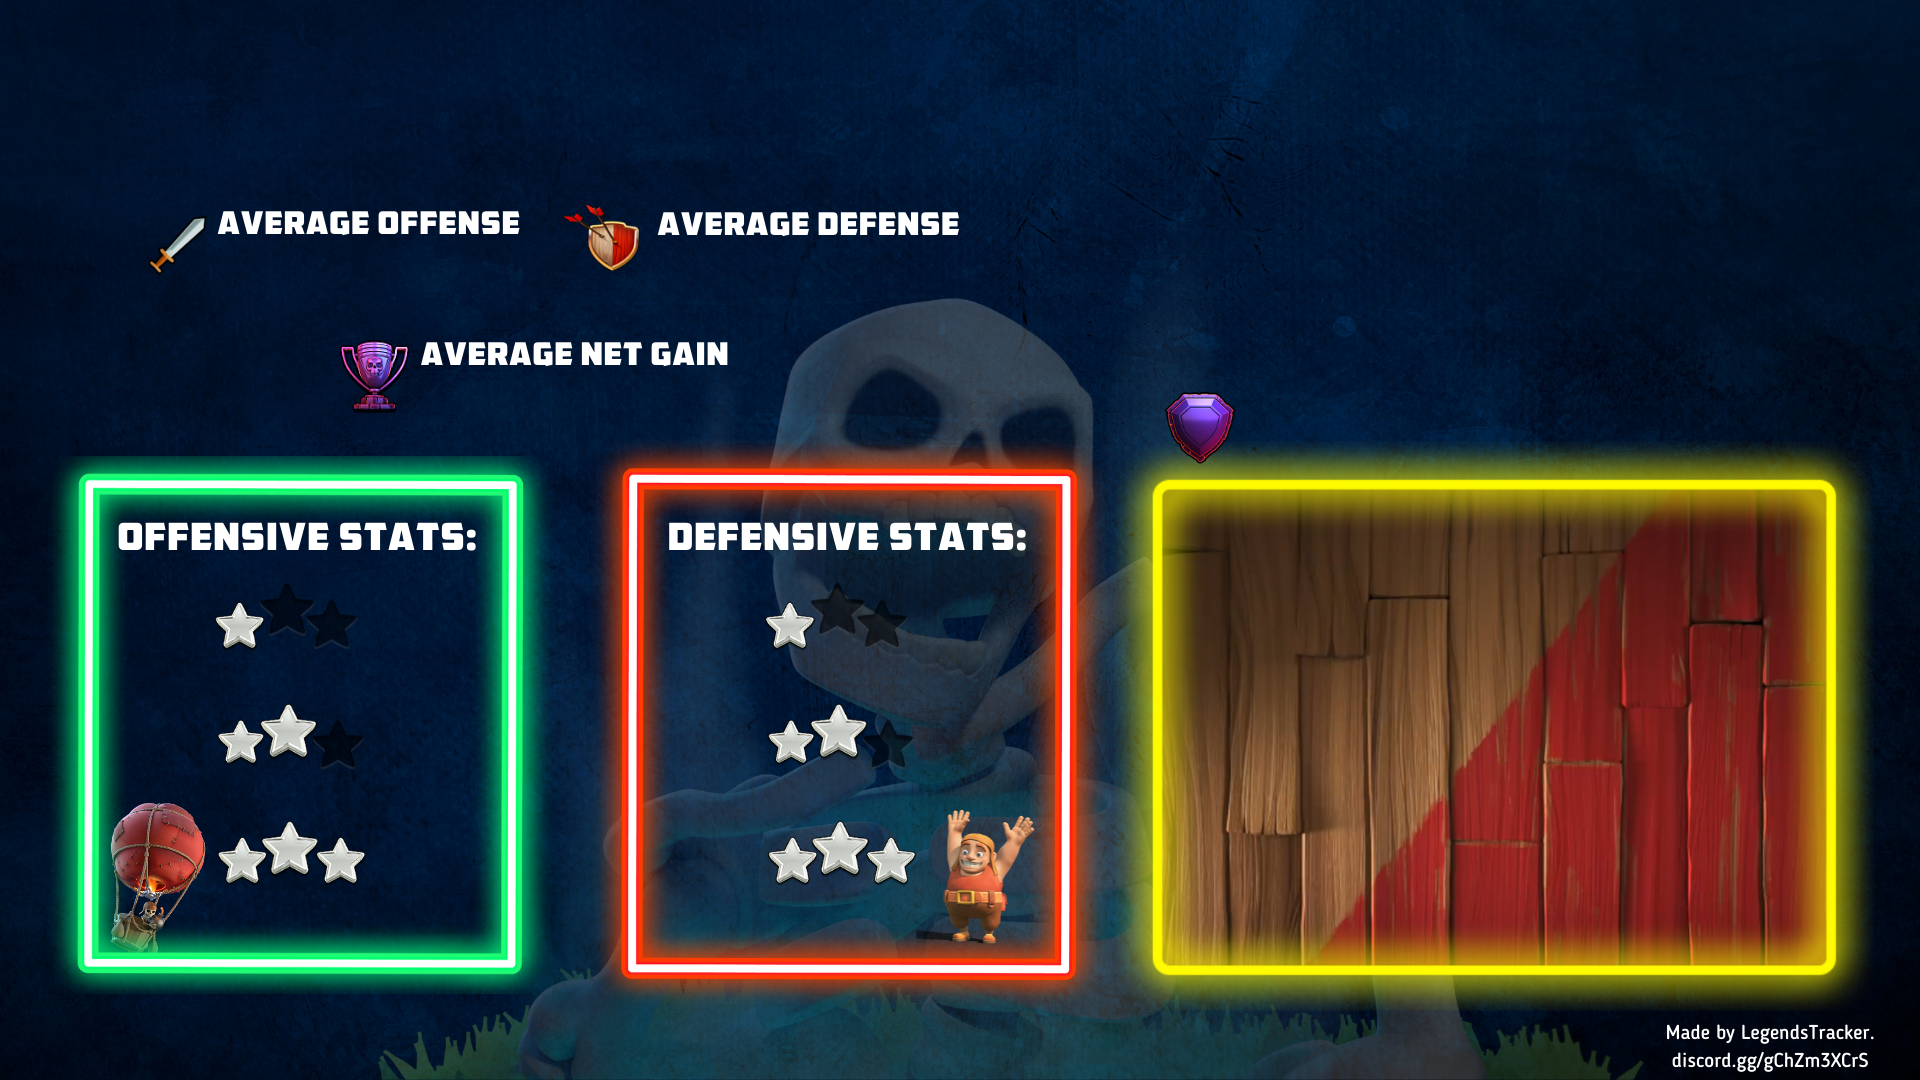 AVERAGE OFFENSE
AVERAGE DEFENSE
AVERAGE NET GAIN
OFFENSIVE STATS:
DEFENSIVE STATS:
Made by LegendsTracker.
discord.gg/gChZm3XCrS